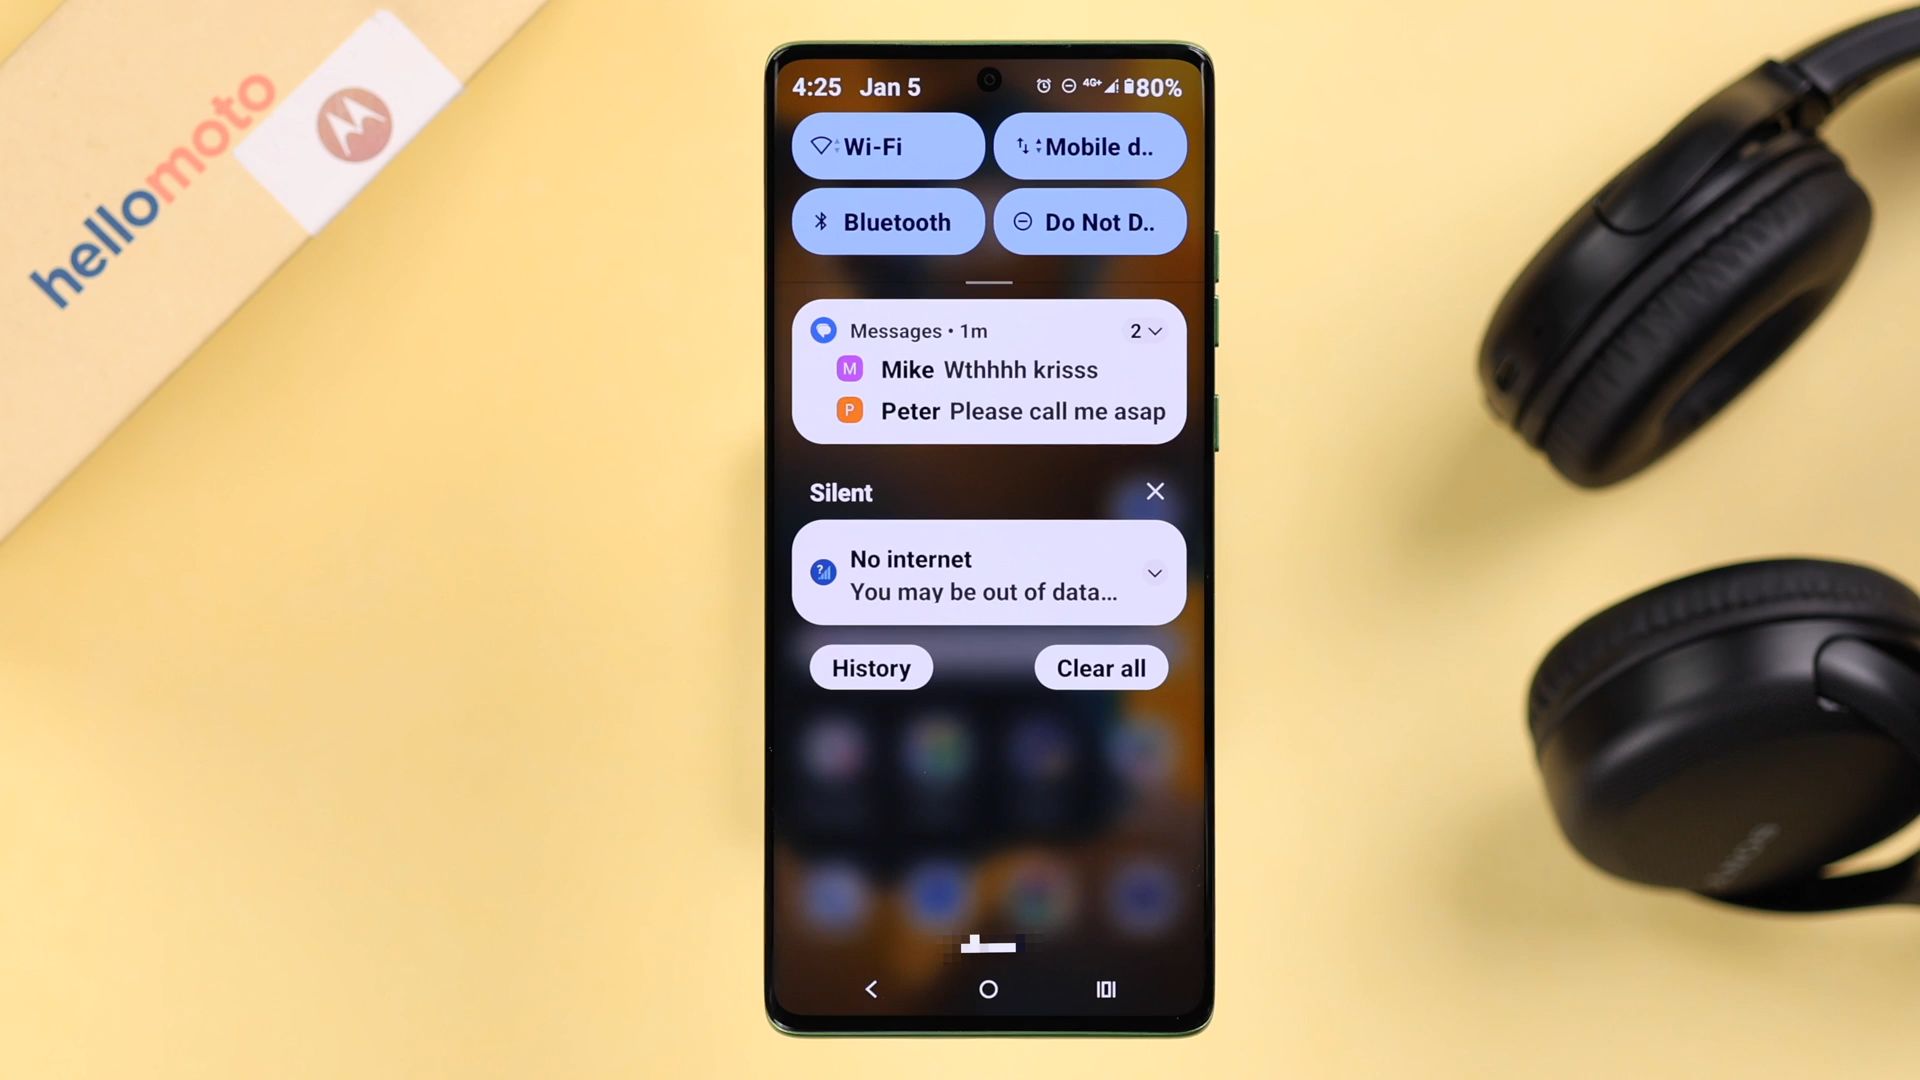 hellomoto
4:25 Jan 5 4G+ 80%
Wi-Fi Mobile d..
Bluetooth Do Not D..
Messages • 1m 2
M Mike Wthhhh krisss
P Peter Please call me asap
Silent
No internet
You may be out of data...
History Clear all